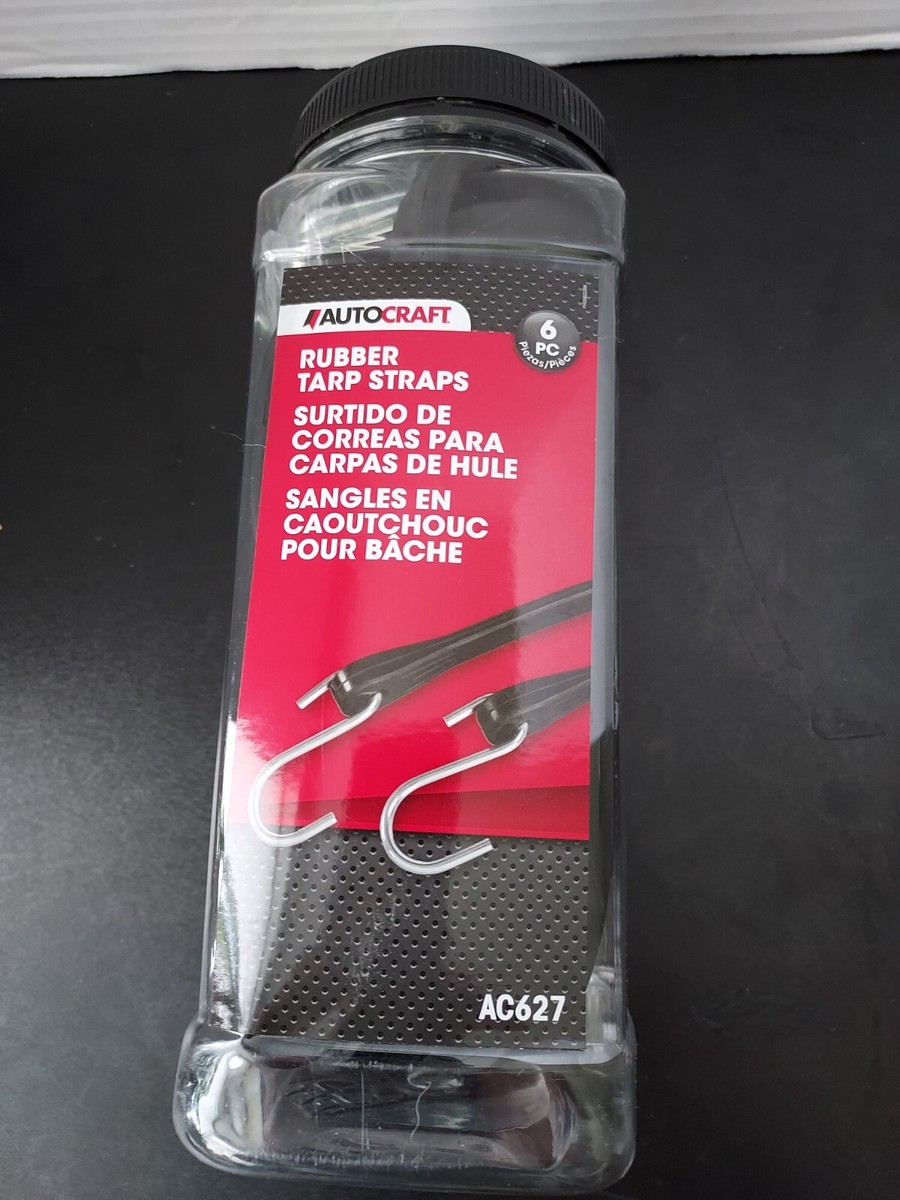 AUTOCRAFT
6
PC
Piezas/Pièces
RUBBER
TARP STRAPS
SURTIDO DE
CORREAS PARA
CARPAS DE HULE
SANGLES EN
CAOUTCHOUC
POUR BÂCHE
AC627